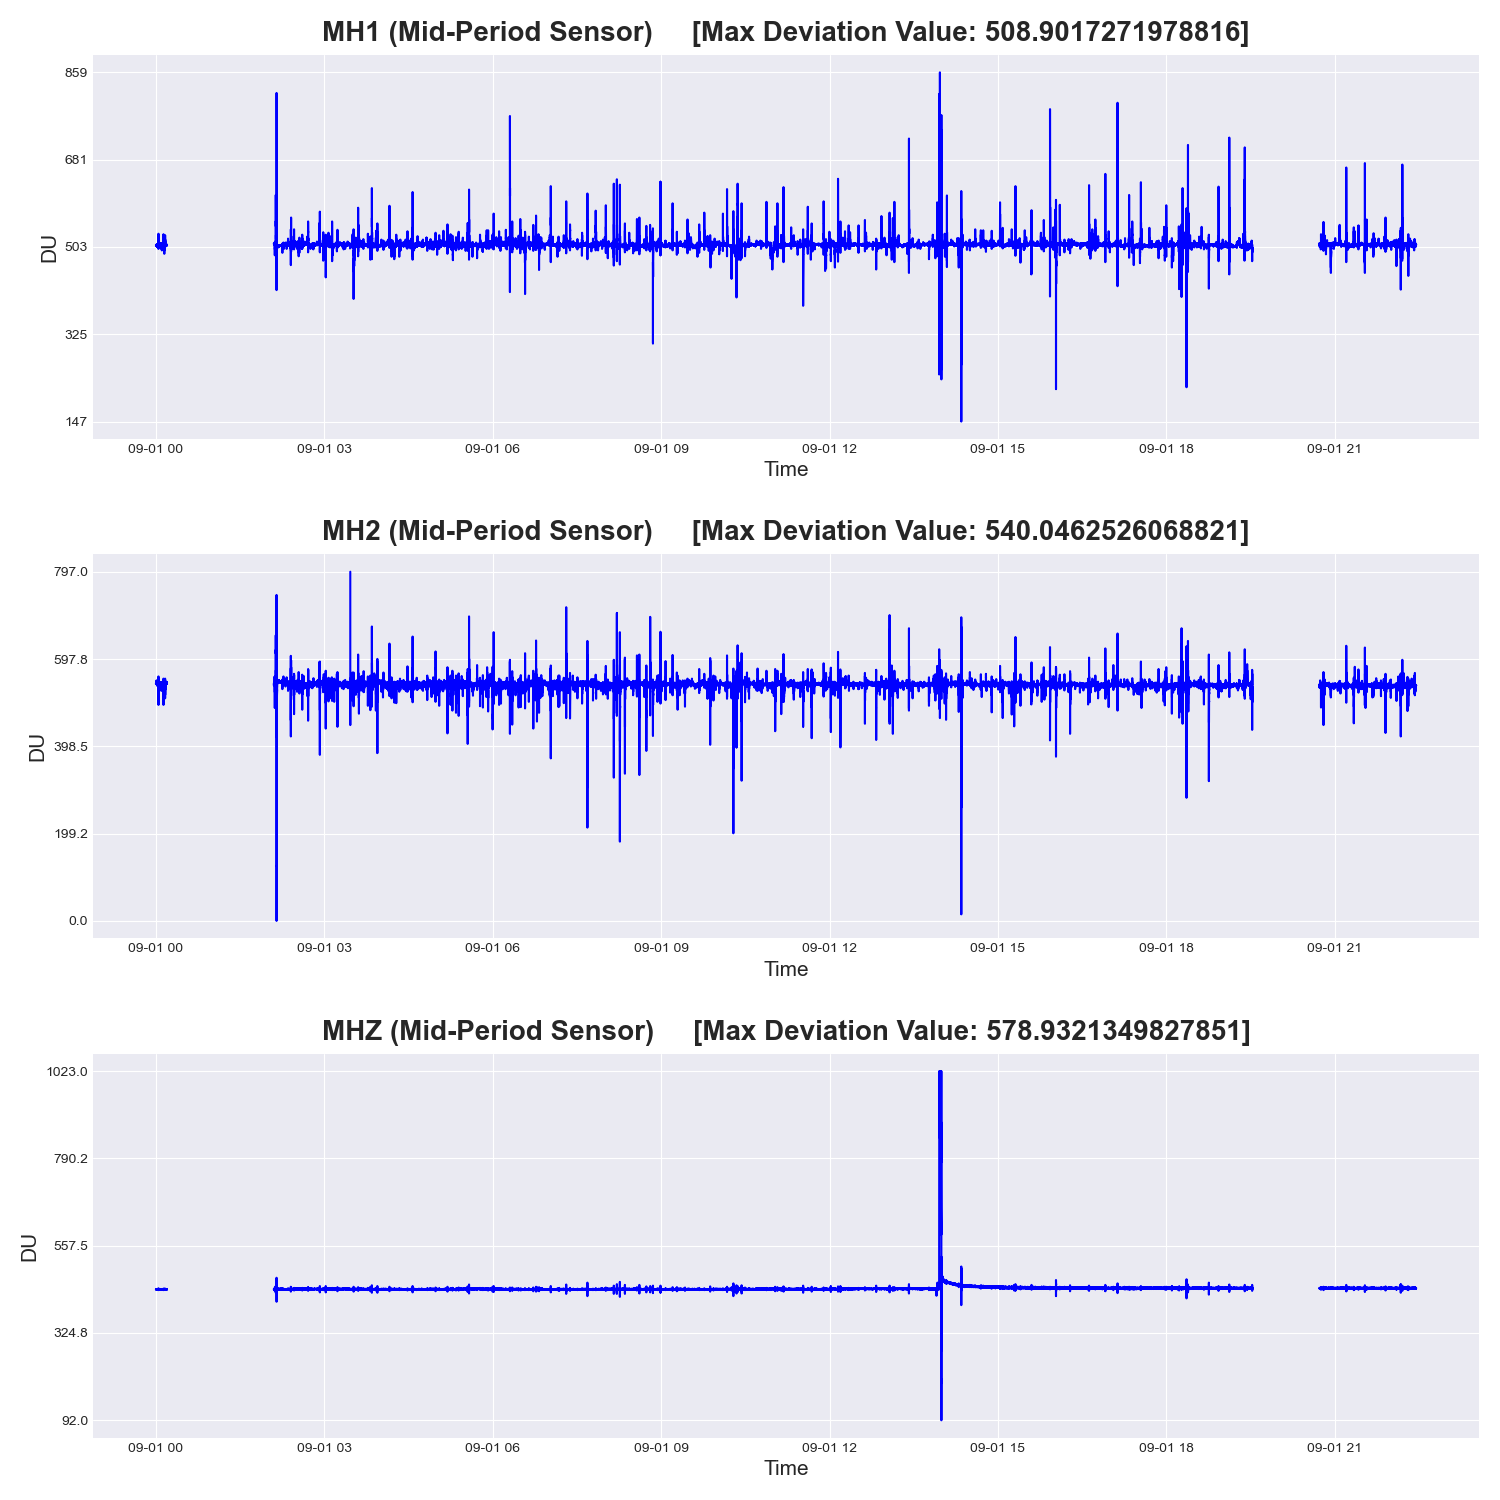 MH1 (Mid-Period Sensor) [Max Deviation Value: 508.9017271978816]
859
681
503
325
147
DU
09-01 00 09-01 03 09-01 06 09-01 09 09-01 12 09-01 15 09-01 18 09-01 21
Time
MH2 (Mid-Period Sensor) [Max Deviation Value: 540.0462526068821]
797.0
597.8
398.5
199.2
0.0
DU
09-01 00 09-01 03 09-01 06 09-01 09 09-01 12 09-01 15 09-01 18 09-01 21
Time
MHZ (Mid-Period Sensor) [Max Deviation Value: 578.9321349827851]
1023.0
790.2
557.5
324.8
92.0
DU
09-01 00 09-01 03 09-01 06 09-01 09 09-01 12 09-01 15 09-01 18 09-01 21
Time